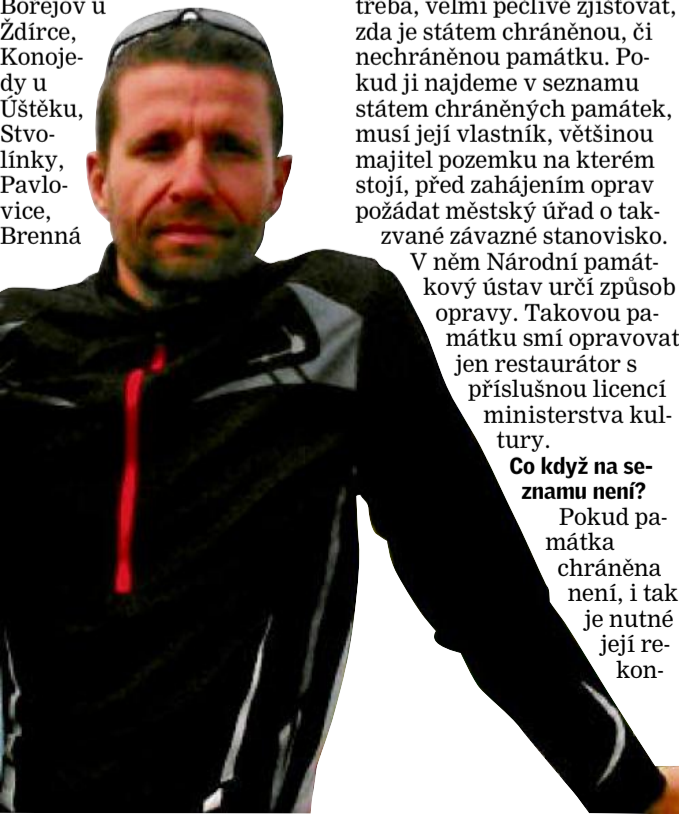 Bořejov u
Ždírce,
Konoje-
dy u
Úštěku,
Stvo-
línky,
Pavlo-
vice,
Brenná
třeba, velmi pečlivě zjišťovat,
zda je státem chráněnou, či
nechráněnou památku. Po-
kud ji najdeme v seznamu
státem chráněných památek,
musí její vlastník, většinou
majitel pozemku na kterém
stojí, před zahájením oprav
požádat městský úřad o tak-
zvané závazné stanovisko.
V něm Národní památ-
kový ústav určí způsob
opravy. Takovou pa-
mátku smí opravovat
jen restaurátor s
příslušnou licencí
ministerstva kul-
tury.
Co když na se-
znamu není?
Pokud pa-
mátka
chráněna
není, i tak
je nutné
její re-
kon-